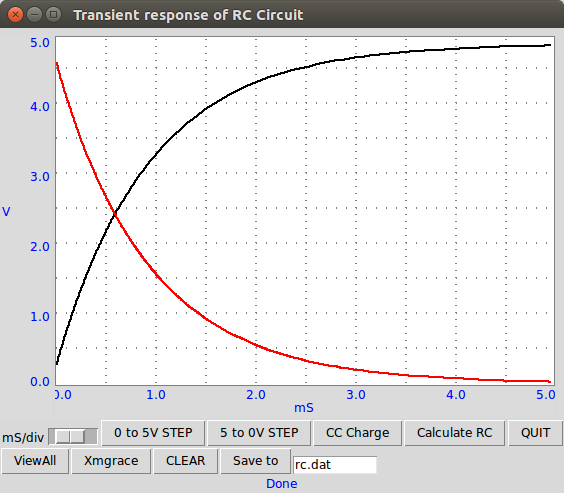 Transient response of RC Circuit
5.0
4.0
3.0
V
2.0
1.0
0.0
0.0 1.0 2.0 3.0 4.0 5.0
mS
mS/div 0 to 5V STEP 5 to 0V STEP CC Charge Calculate RC QUIT
ViewAll Xmgrace CLEAR Save to rc.dat
Done